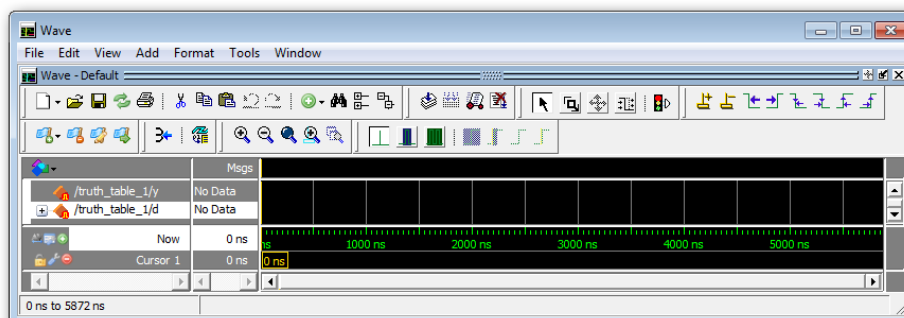 Wave
File Edit View Add Format Tools Window
Wave - Default
Msgs
/truth_table_1/y No Data
/truth_table_1/d No Data
Now 0 ns ns 1000 ns 2000 ns 3000 ns 4000 ns 5000 ns
Cursor 1 0 ns 0 ns
0 ns to 5872 ns